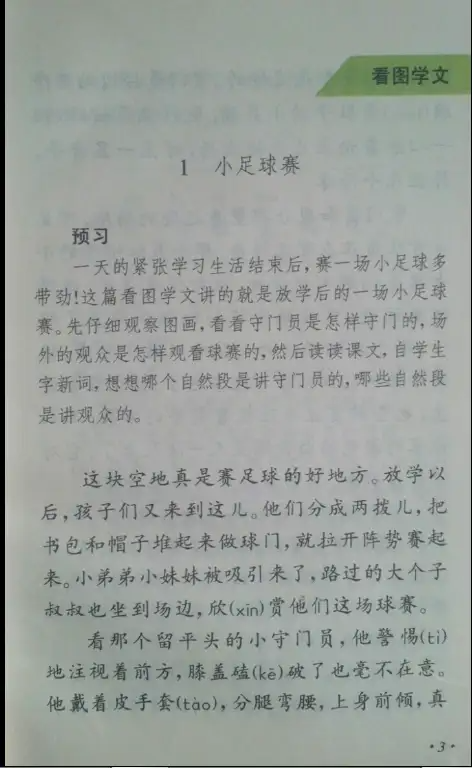 看图学文
1 小足球赛
预习
一天的紧张学习生活结束后,赛一场小足球多
带劲!这篇看图学文讲的就是放学后的一场小足球
赛。先仔细观察图画,看看守门员是怎样守门的,场
外的观众是怎样观看球赛的,然后读读课文,自学生
字新词,想想哪个自然段是讲守门员的,哪些自然段
是讲观众的。
这块空地真是赛足球的好地方。放学以
后,孩子们又来到这儿。他们分成两拨儿,把
书包和帽子堆起来做球门,就拉开阵势赛起
来。小弟弟小妹妹被吸引来了,路过的大个子
叔叔也坐到场边,欣(xīn)赏他们这场球赛。
看那个留平头的小守门员,他警惕(tì)
地注视着前方,膝盖磕(kē)破了也毫不在意。
他戴着皮手套(tào),分腿弯腰,上身前倾,真
·3·